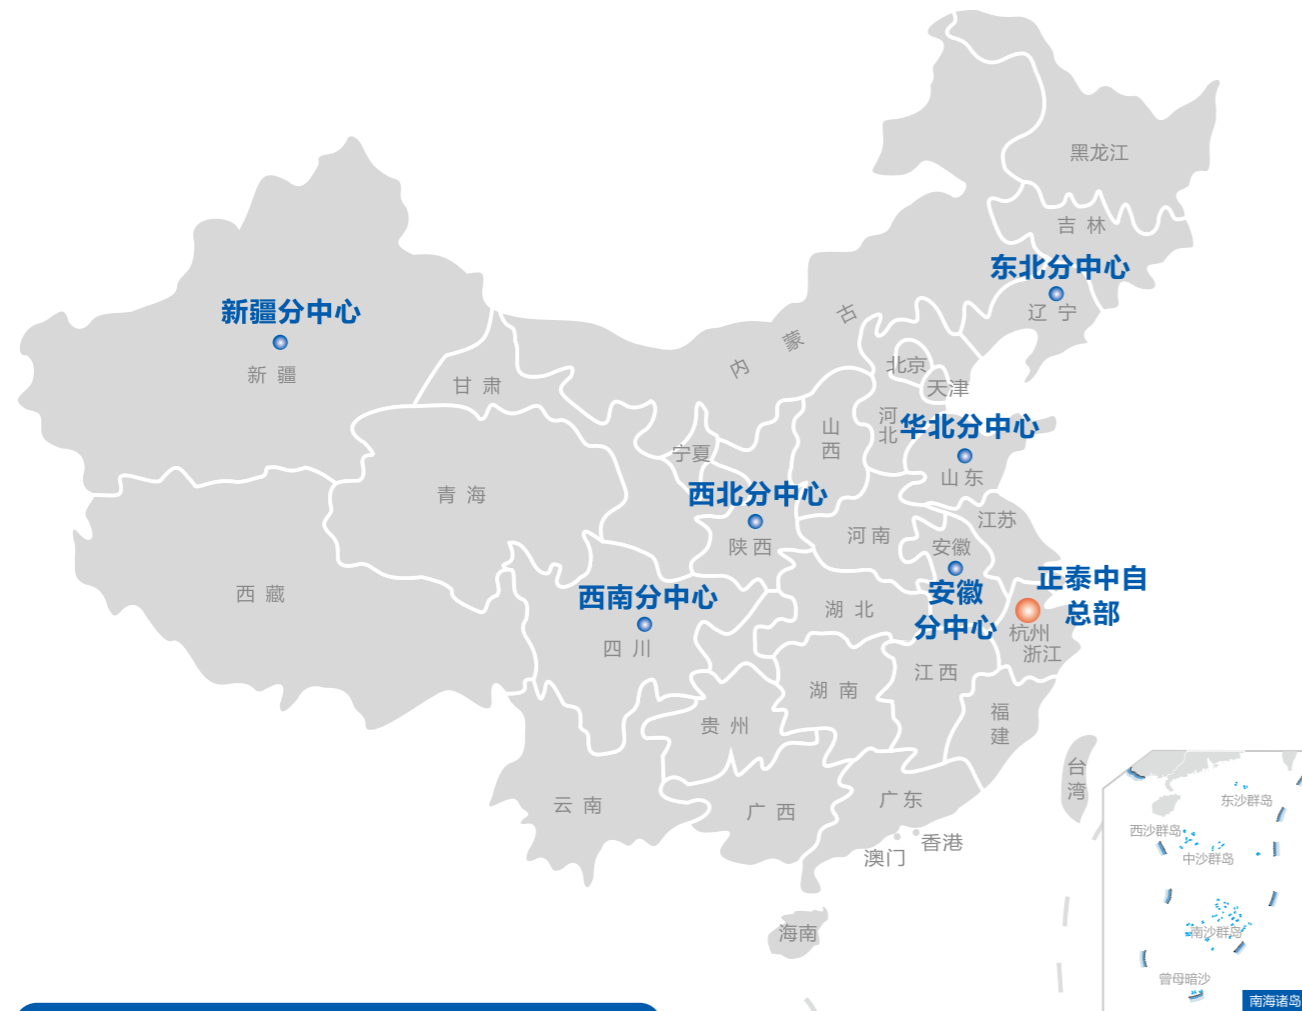 黑龙江
吉 林
东北分中心
辽 宁
新疆分中心
新 疆
内 蒙 古
甘 肃
北京
天津
河北
华北分中心
山西
宁夏
山 东
青 海
西北分中心
陕 西
河 南
江苏
安徽
西 藏
西南分中心
四 川
湖 北
安徽
分中心
正泰中自
总部
杭州
浙江
江 西
湖 南
福建
贵 州
台湾
云 南
广 西
广 东
香港
澳门
海南
东沙群岛
西沙群岛
中沙群岛
南沙群岛
曾母暗沙
南海诸岛